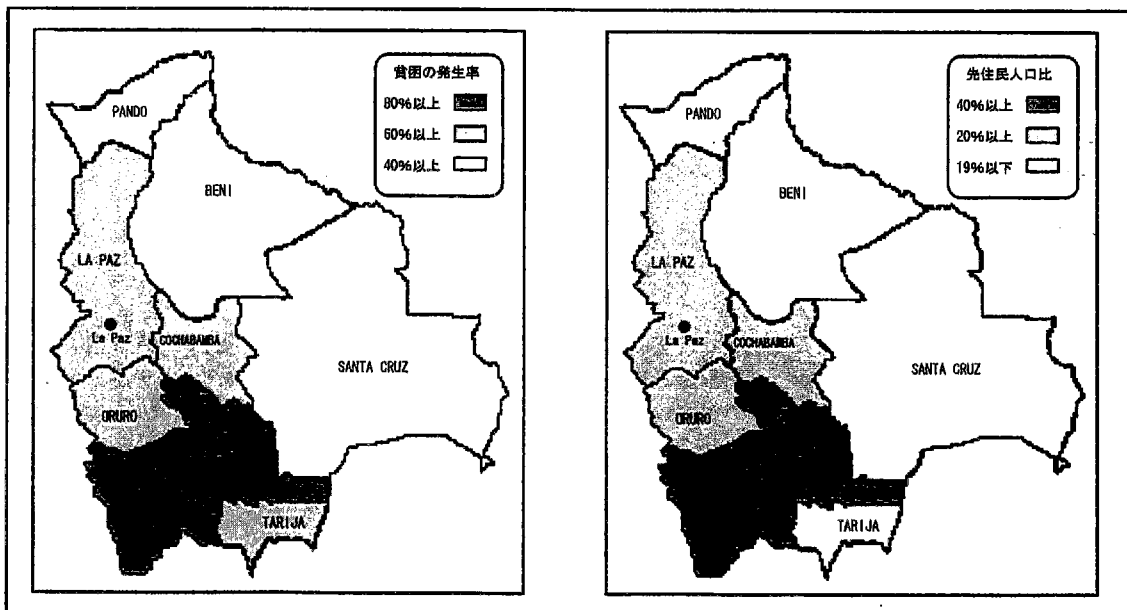 貧困の発生率
80%以上
60%以上
40%以上
PANDO
BENI
LA PAZ
La Paz
COCHABAMBA
SANTA CRUZ
ORURO
TARIJA
先住民人口比
40%以上
20%以上
19%以下
PANDO
BENI
LA PAZ
La Paz
COCHABAMBA
SANTA CRUZ
ORURO
TARIJA